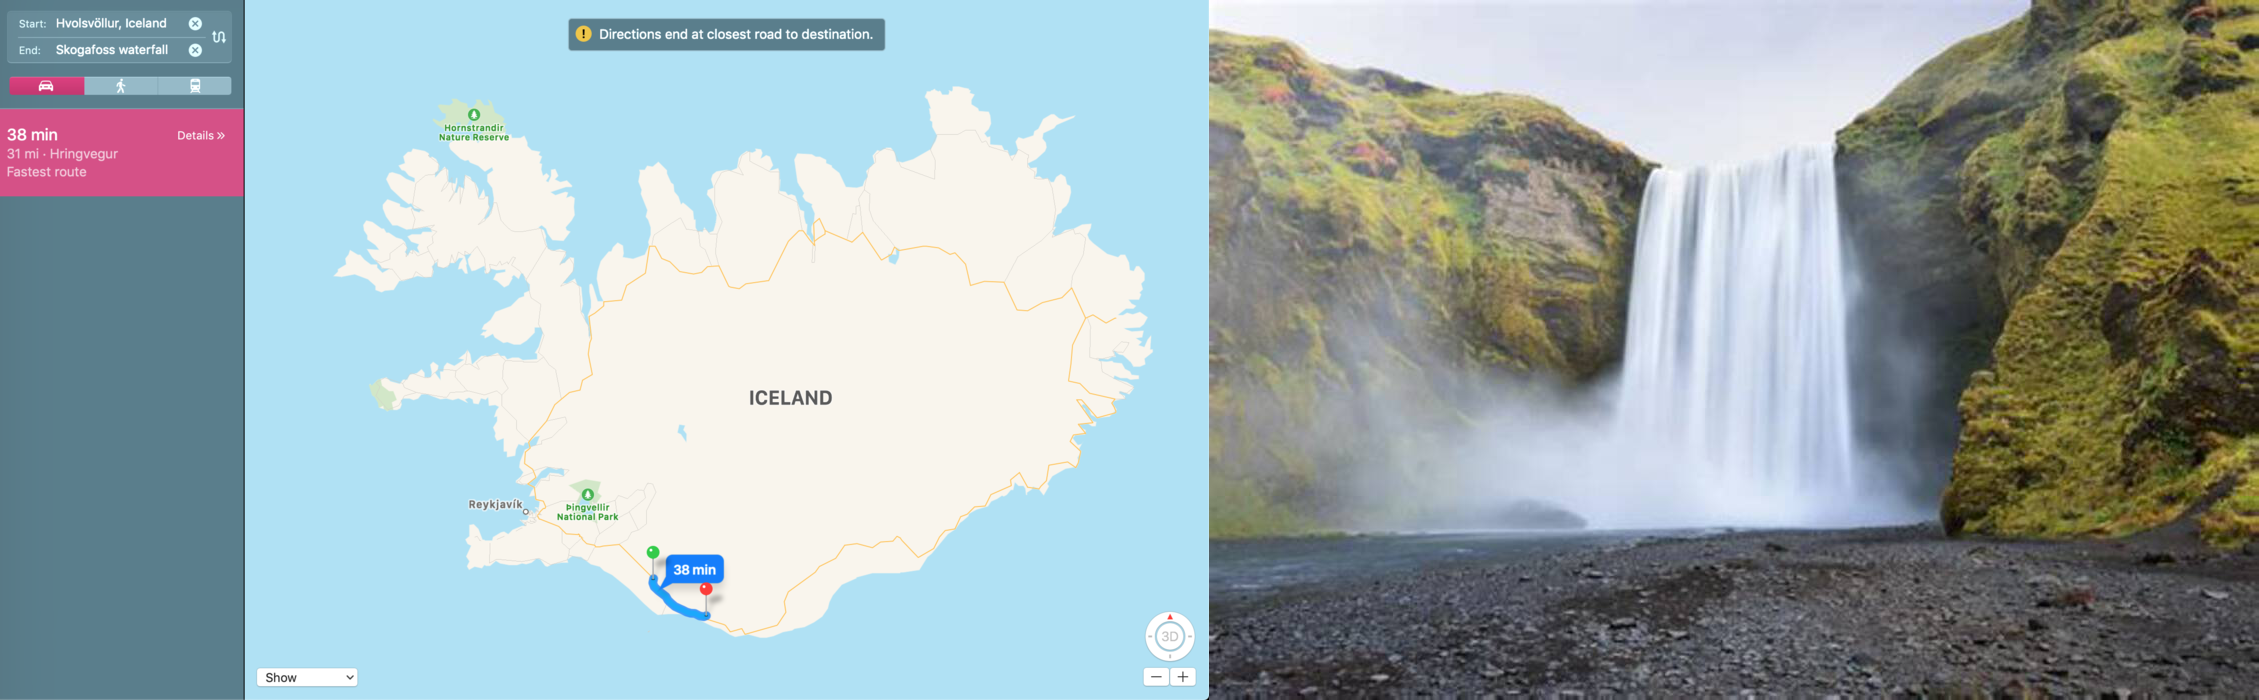 Start: Hvolsvöllur, Iceland
End: Skogafoss waterfall
38 min
Details »
31 mi · Hringvegur
Fastest route
! Directions end at closest road to destination.
Hornstrandir
Nature Reserve
ICELAND
Reykjavík
Þingvellir
National Park
38 min
3D
Show
− +